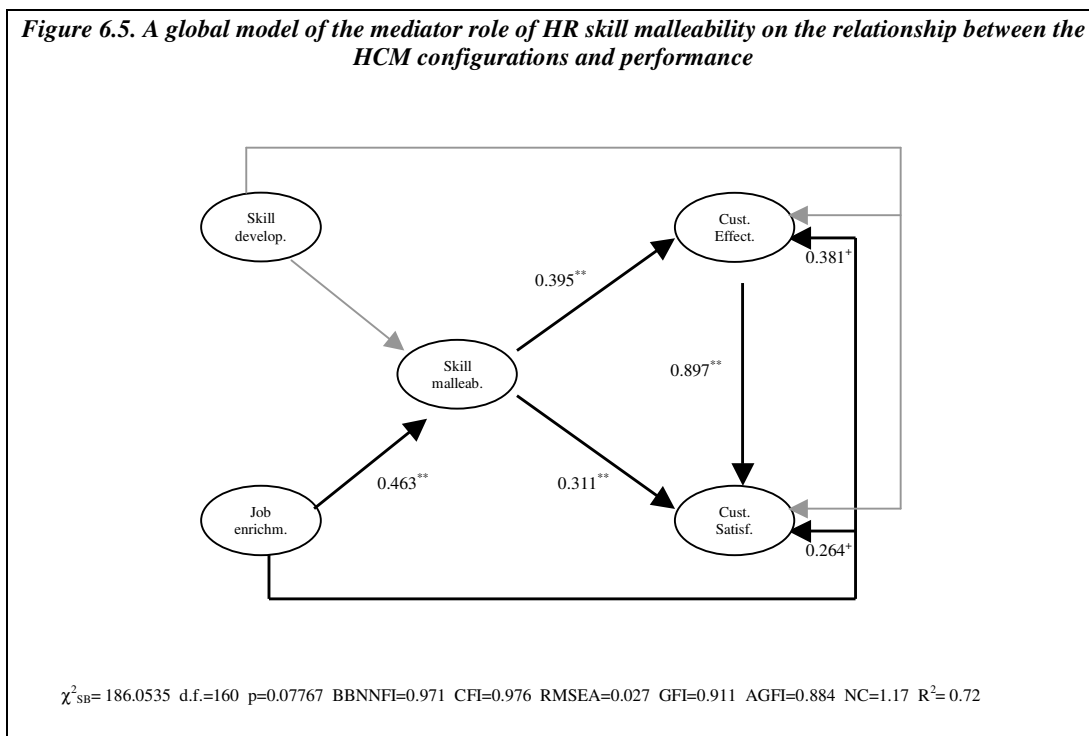 Figure 6.5. A global model of the mediator role of HR skill malleability on the relationship between the
HCM configurations and performance
Skill
develop.
Cust.
Effect.
0.381⁺
0.395**
Skill
malleab.
0.897**
0.463**
0.311**
Job
enrichm.
Cust.
Satisf.
0.264⁺
χ²SB= 186.0535 d.f.=160 p=0.07767 BBNNFI=0.971 CFI=0.976 RMSEA=0.027 GFI=0.911 AGFI=0.884 NC=1.17 R²= 0.72